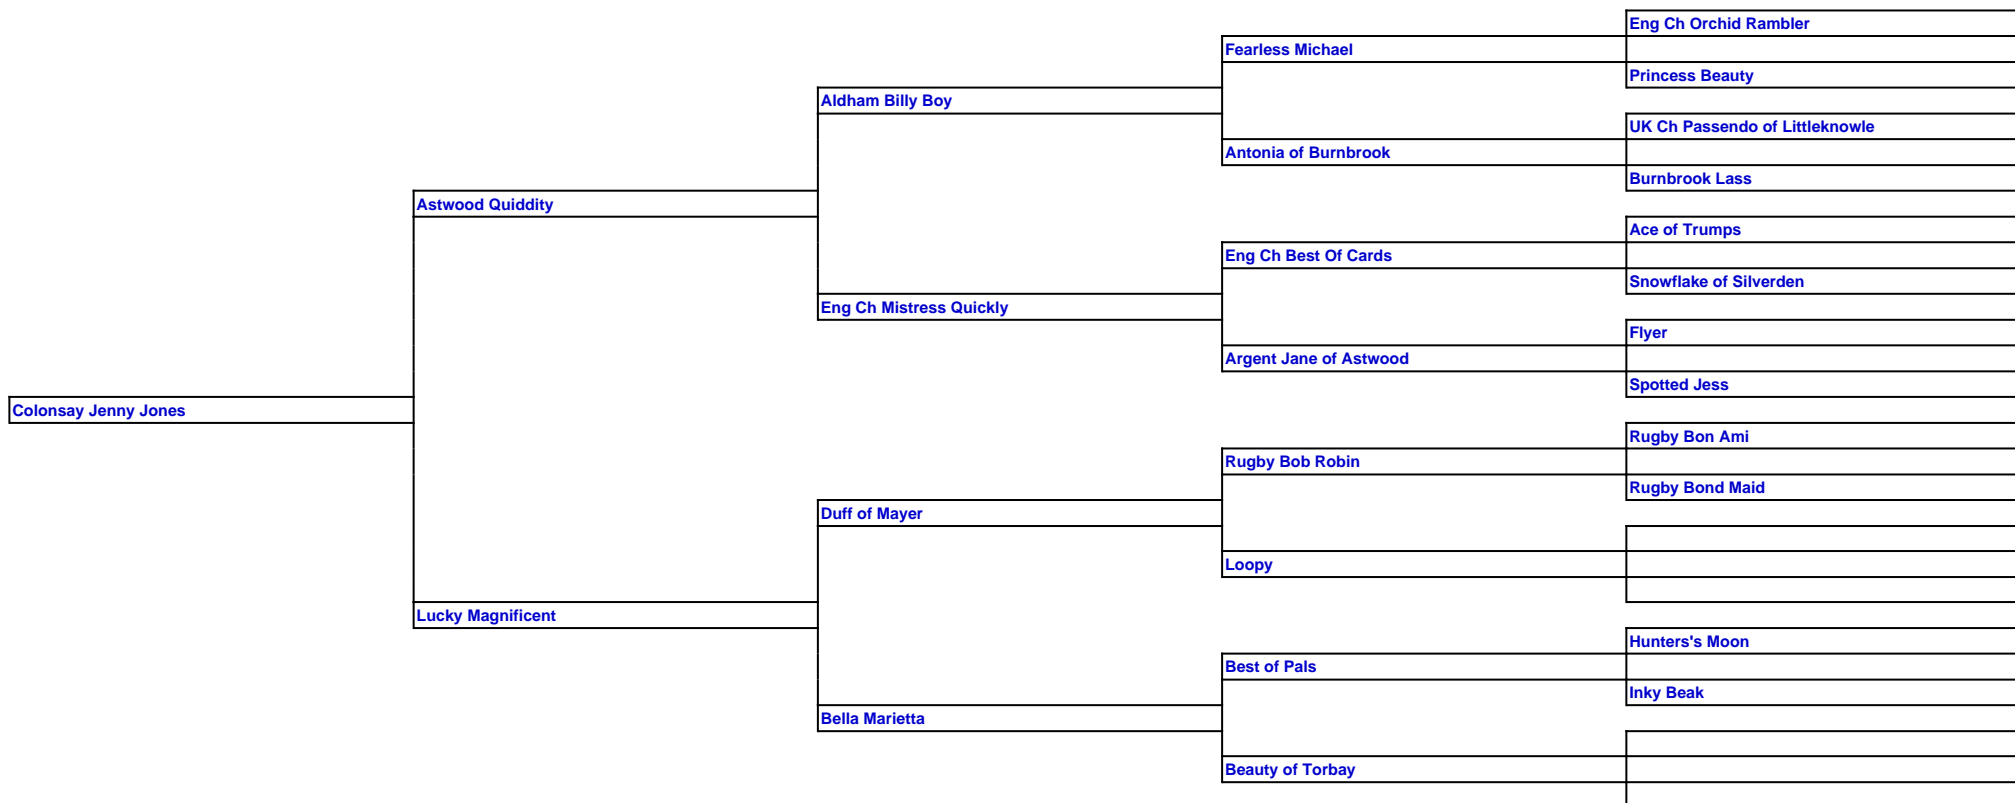 Eng Ch Orchid Rambler
Fearless Michael
Princess Beauty
Aldham Billy Boy
UK Ch Passendo of Littleknowle
Antonia of Burnbrook
Burnbrook Lass
Astwood Quiddity
Ace of Trumps
Eng Ch Best Of Cards
Snowflake of Silverden
Eng Ch Mistress Quickly
Flyer
Argent Jane of Astwood
Spotted Jess
Colonsay Jenny Jones
Rugby Bon Ami
Rugby Bob Robin
Rugby Bond Maid
Duff of Mayer
Loopy
Lucky Magnificent
Hunters's Moon
Best of Pals
Inky Beak
Bella Marietta
Beauty of Torbay